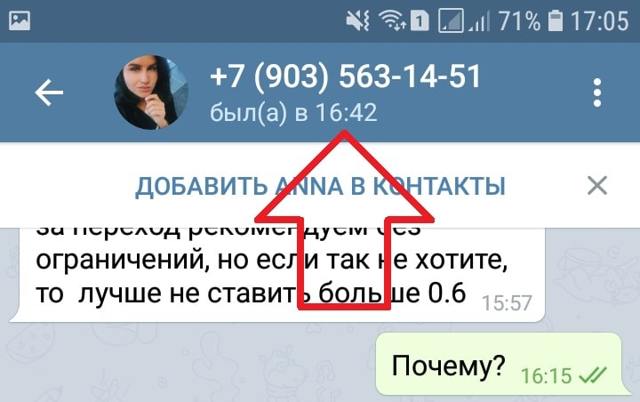 1 71% 17:05
+7 (903) 563-14-51
был(а) в 16:42
ДОБАВИТЬ ANNA В КОНТАКТЫ
за переход рекомендуем без
ограничений, но если так не хотите,
то лучше не ставить больше 0.6 15:57
Почему? 16:15